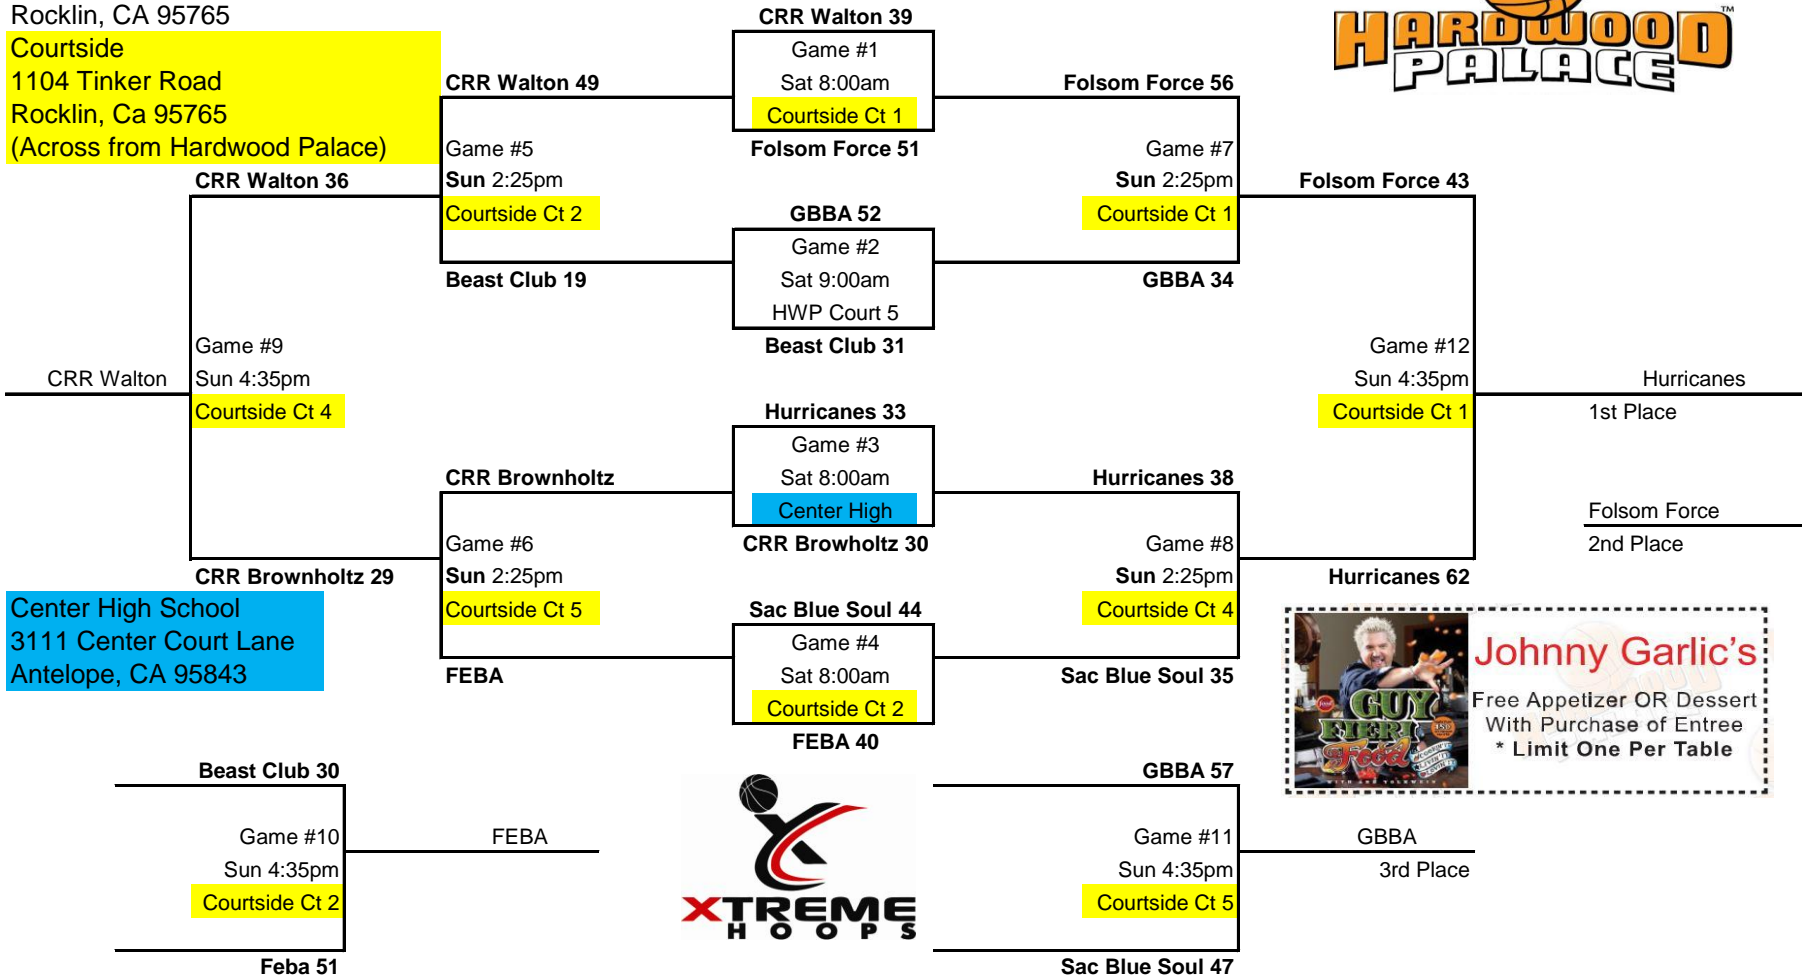 Rocklin, CA 95765
Courtside
1104 Tinker Road
Rocklin, Ca 95765
(Across from Hardwood Palace)
HARDWOOD
PALACE
TM
CRR Walton 39
Game #1
Sat 8:00am
Courtside Ct 1
Folsom Force 51
GBBA 52
Game #2
Sat 9:00am
HWP Court 5
Beast Club 31
Hurricanes 33
Game #3
Sat 8:00am
Center High
CRR Browholtz 30
Sac Blue Soul 44
Game #4
Sat 8:00am
Courtside Ct 2
FEBA 40
CRR Walton 49
Game #5
Sun 2:25pm
Courtside Ct 2
Beast Club 19
CRR Brownholtz
Game #6
Sun 2:25pm
Courtside Ct 5
FEBA
Folsom Force 56
Game #7
Sun 2:25pm
Courtside Ct 1
GBBA 34
Hurricanes 38
Game #8
Sun 2:25pm
Courtside Ct 4
Sac Blue Soul 35
CRR Walton 36
Game #9
Sun 4:35pm
Courtside Ct 4
CRR Brownholtz 29
CRR Walton
Folsom Force 43
Game #12
Sun 4:35pm
Courtside Ct 1
Hurricanes 62
Hurricanes
1st Place
Folsom Force
2nd Place
Center High School
3111 Center Court Lane
Antelope, CA 95843
Beast Club 30
Game #10
Sun 4:35pm
Courtside Ct 2
Feba 51
FEBA
XTREME
HOOPS
GBBA 57
Game #11
Sun 4:35pm
Courtside Ct 5
Sac Blue Soul 47
GBBA
3rd Place
GUY
FIERI
Food
Johnny Garlic's
Free Appetizer OR Dessert
With Purchase of Entree
* Limit One Per Table